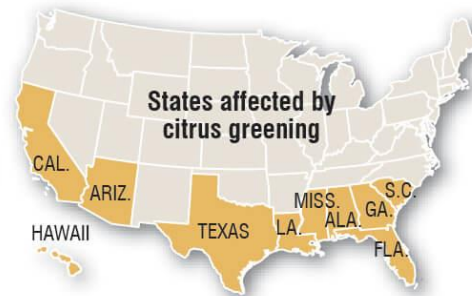 States affected by
citrus greening
CAL.
ARIZ.
HAWAII
TEXAS
LA.
MISS.
ALA.
GA.
S.C.
FLA.